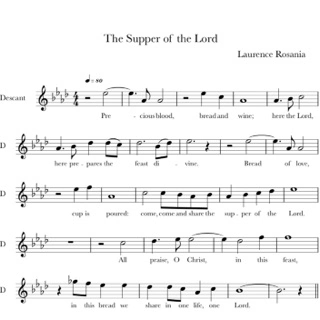 The Supper of the Lord
Laurence Rosania
♩ = 80
Descant
Pre - cious blood, bread and wine; here the Lord,
D
here pre - pares the feast di - vine. Bread of love,
D
cup is poured: come, come and share the sup - per of the Lord.
D
All praise, O Christ, in this feast,
D
in this bread we share in one life, one Lord.